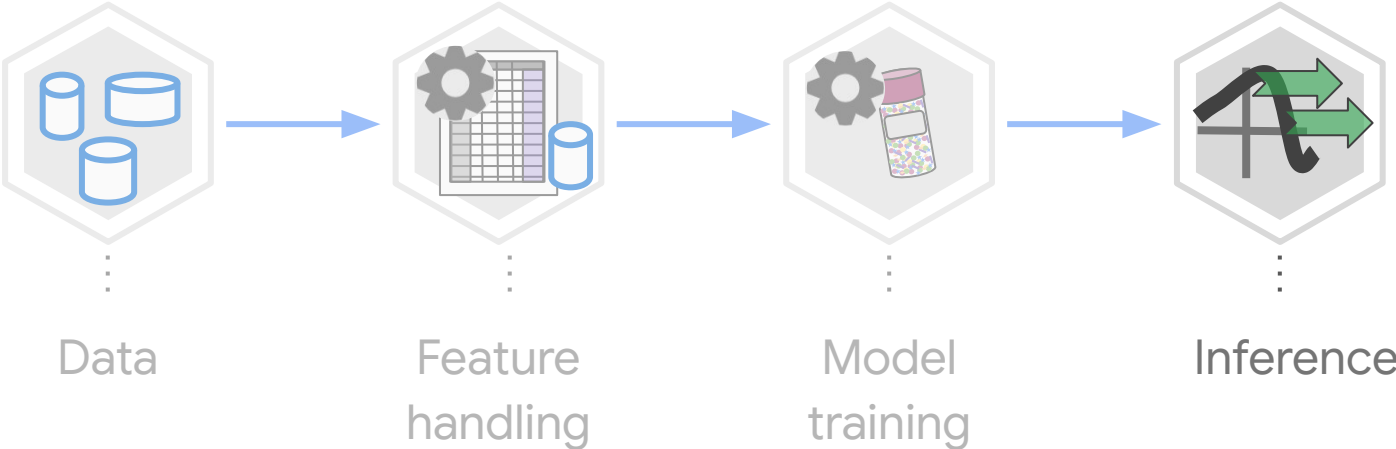 Data
Feature
handling
Model
training
Inference